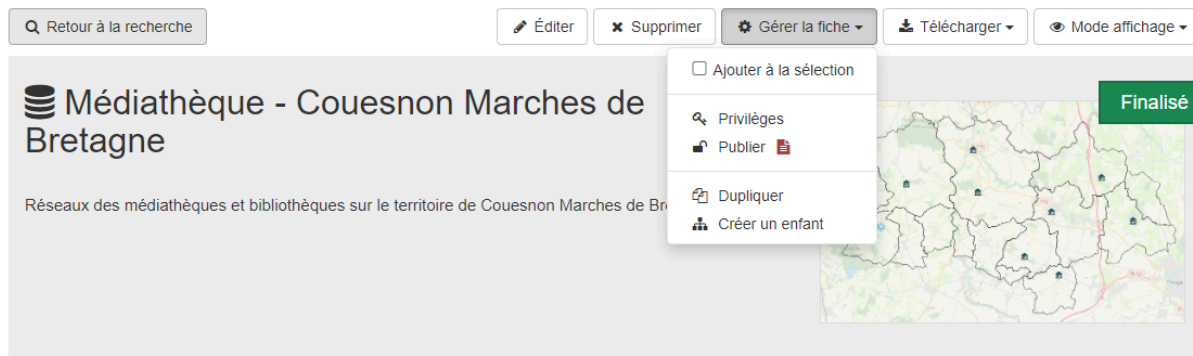 Retour à la recherche
Éditer
Supprimer
Gérer la fiche
Télécharger
Mode affichage
Ajouter à la sélection
Privilèges
Publier
Dupliquer
Créer un enfant
Médiathèque - Couesnon Marches de
Bretagne
Finalisé
Réseaux des médiathèques et bibliothèques sur le territoire de Couesnon Marches de